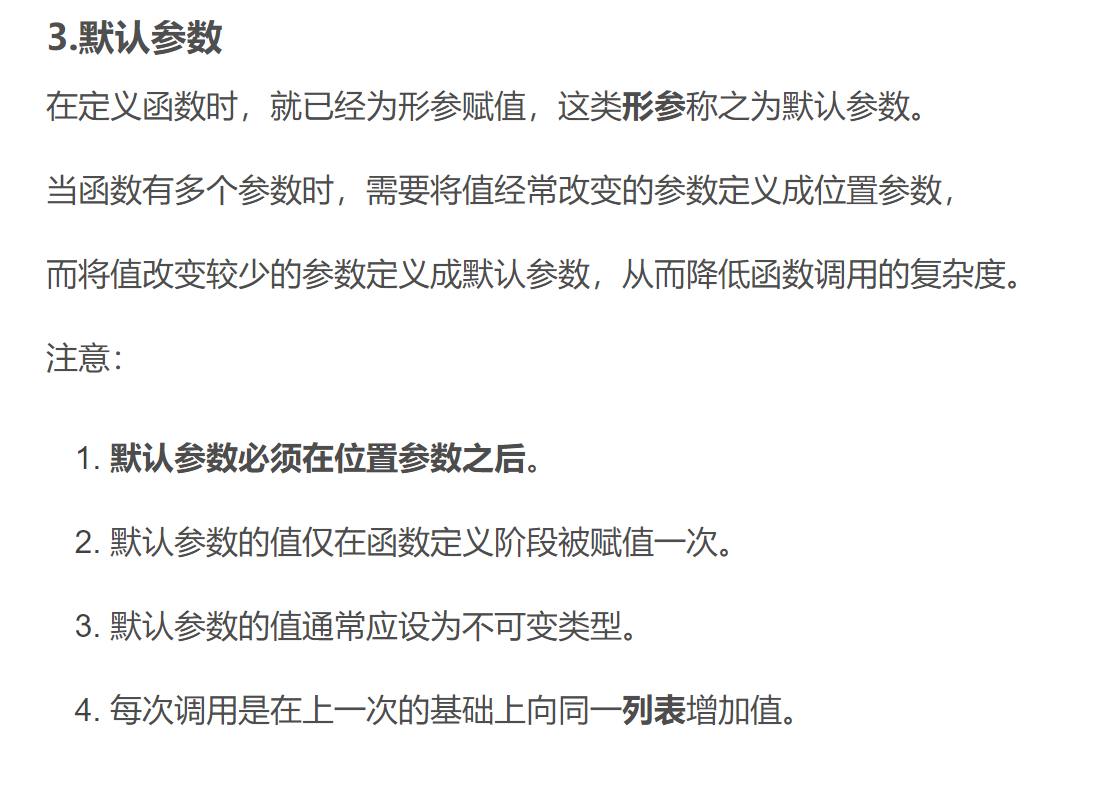 3.默认参数
在定义函数时，就已经为形参赋值，这类形参称之为默认参数。
当函数有多个参数时，需要将值经常改变的参数定义成位置参数，
而将值改变较少的参数定义成默认参数，从而降低函数调用的复杂度。
注意：
1. 默认参数必须在位置参数之后。
2. 默认参数的值仅在函数定义阶段被赋值一次。
3. 默认参数的值通常应设为不可变类型。
4. 每次调用是在上一次的基础上向同一列表增加值。